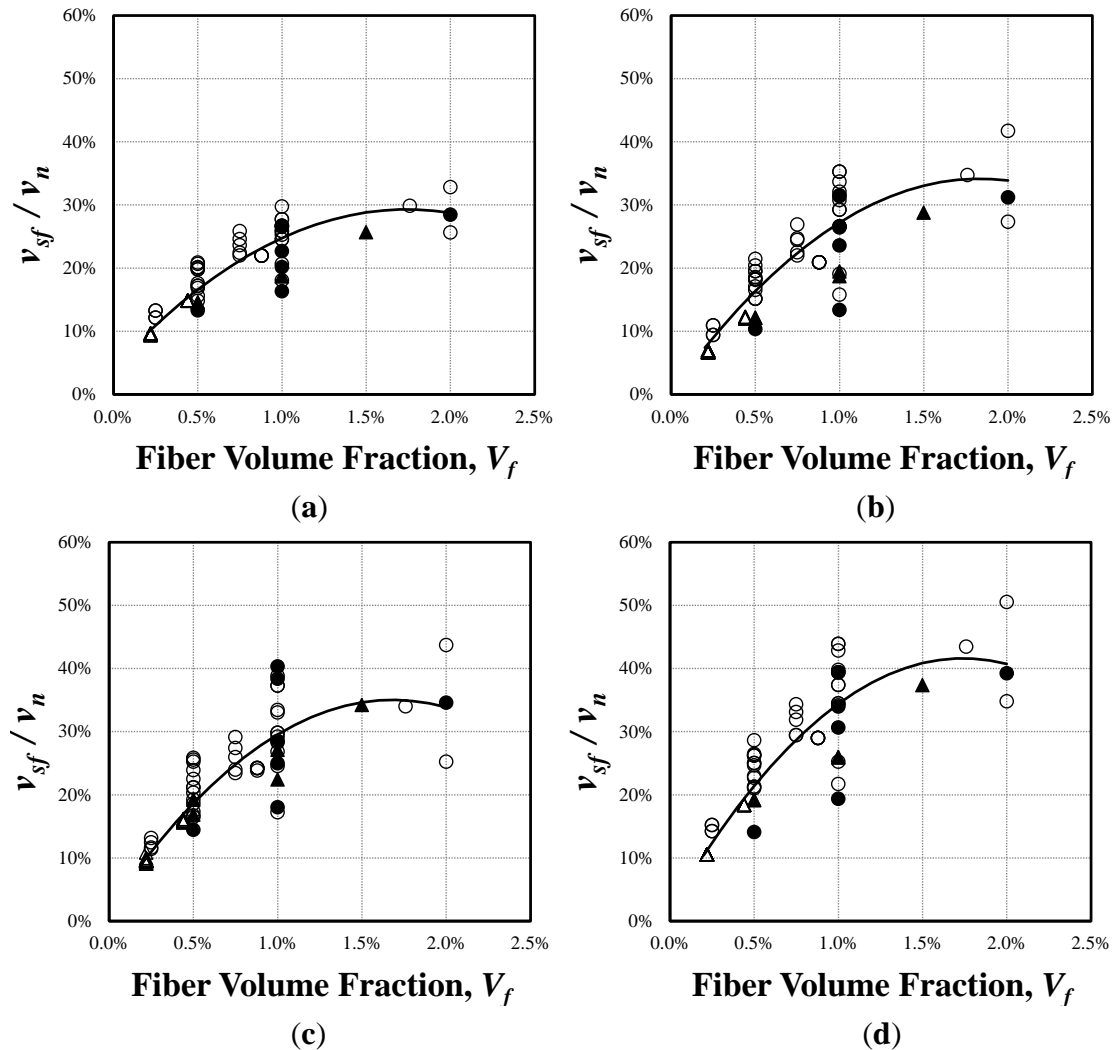 60%
50%
40%
30%
20%
10%
0%
v_sf / v_n
0.0% 0.5% 1.0% 1.5% 2.0% 2.5%
Fiber Volume Fraction, V_f
(a)
60%
50%
40%
30%
20%
10%
0%
v_sf / v_n
0.0% 0.5% 1.0% 1.5% 2.0% 2.5%
Fiber Volume Fraction, V_f
(b)
60%
50%
40%
30%
20%
10%
0%
v_sf / v_n
0.0% 0.5% 1.0% 1.5% 2.0% 2.5%
Fiber Volume Fraction, V_f
(c)
60%
50%
40%
30%
20%
10%
0%
v_sf / v_n
0.0% 0.5% 1.0% 1.5% 2.0% 2.5%
Fiber Volume Fraction, V_f
(d)